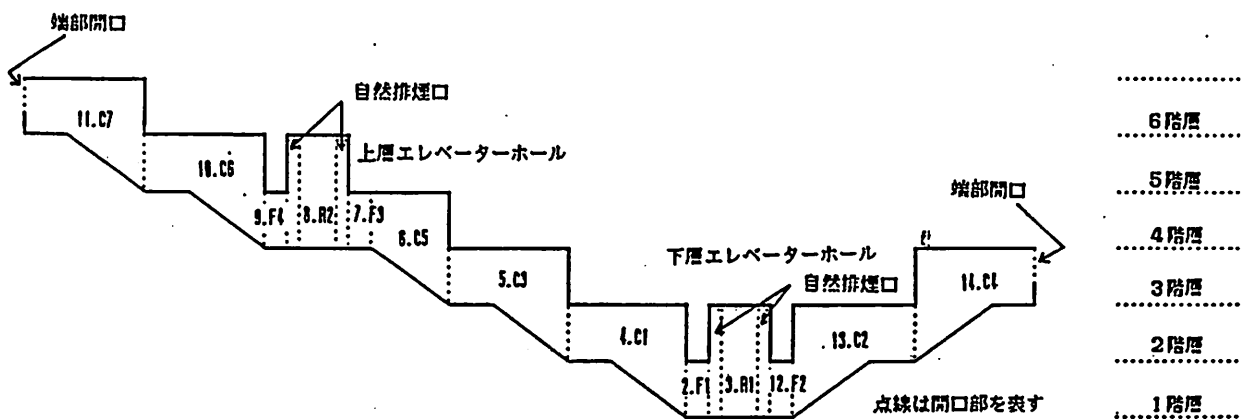 端部開口
自然排煙口
11.C7
6階層
上層エレベーターホール
10.C6
端部開口
5階層
9.F4
8.R2
7.F3
6.C5
4階層
下層エレベーターホール
自然排煙口
5.C3
14.C4
3階層
4.C1
13.C2
2階層
2.F1
3.R1
12.F2
点線は開口部を表す
1階層